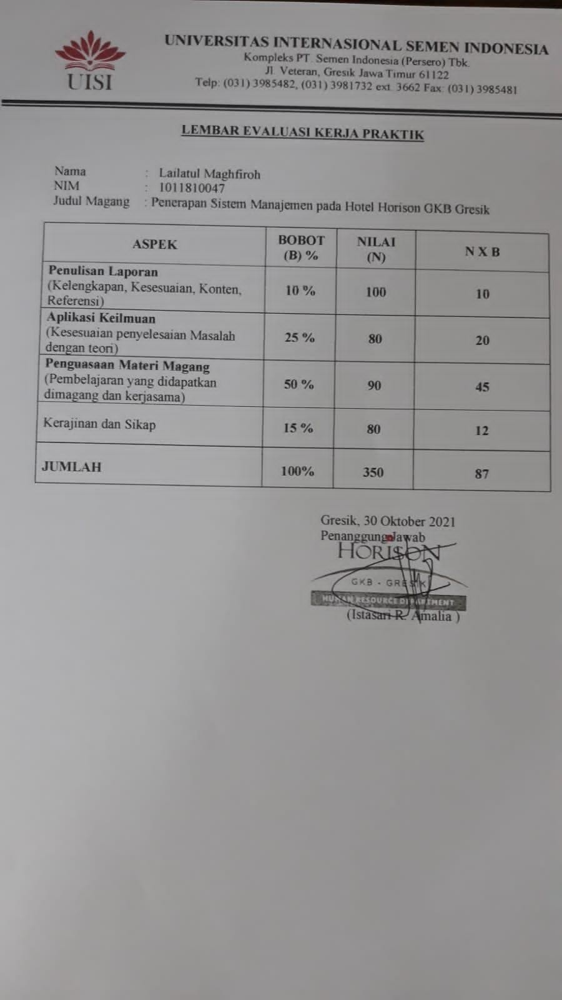 UISI
UNIVERSITAS INTERNASIONAL SEMEN INDONESIA
Kompleks PT. Semen Indonesia (Persero) Tbk.
Jl. Veteran, Gresik Jawa Timur 61122
Telp: (031) 3985482, (031) 3981732 ext. 3662 Fax: (031) 3985481
LEMBAR EVALUASI KERJA PRAKTIK
Nama : Lailatul Maghfiroh
NIM : 1011810047
Judul Magang : Penerapan Sistem Manajemen pada Hotel Horison GKB Gresik
ASPEK BOBOT (B) % NILAI (N) N X B
Penulisan Laporan
(Kelengkapan, Kesesuaian, Konten, 10 % 100 10
Referensi)
Aplikasi Keilmuan
(Kesesuaian penyelesaian Masalah 25 % 80 20
dengan teori)
Penguasaan Materi Magang
(Pembelajaran yang didapatkan 50 % 90 45
dimagang dan kerjasama)
Kerajinan dan Sikap 15 % 80 12
JUMLAH 100% 350 87
Gresik, 30 Oktober 2021
Penanggung Jawab
HORISON
GKB - GRESIK
HUMAN RESOURCE DEPARTMENT
(Istasari R. Amalia )